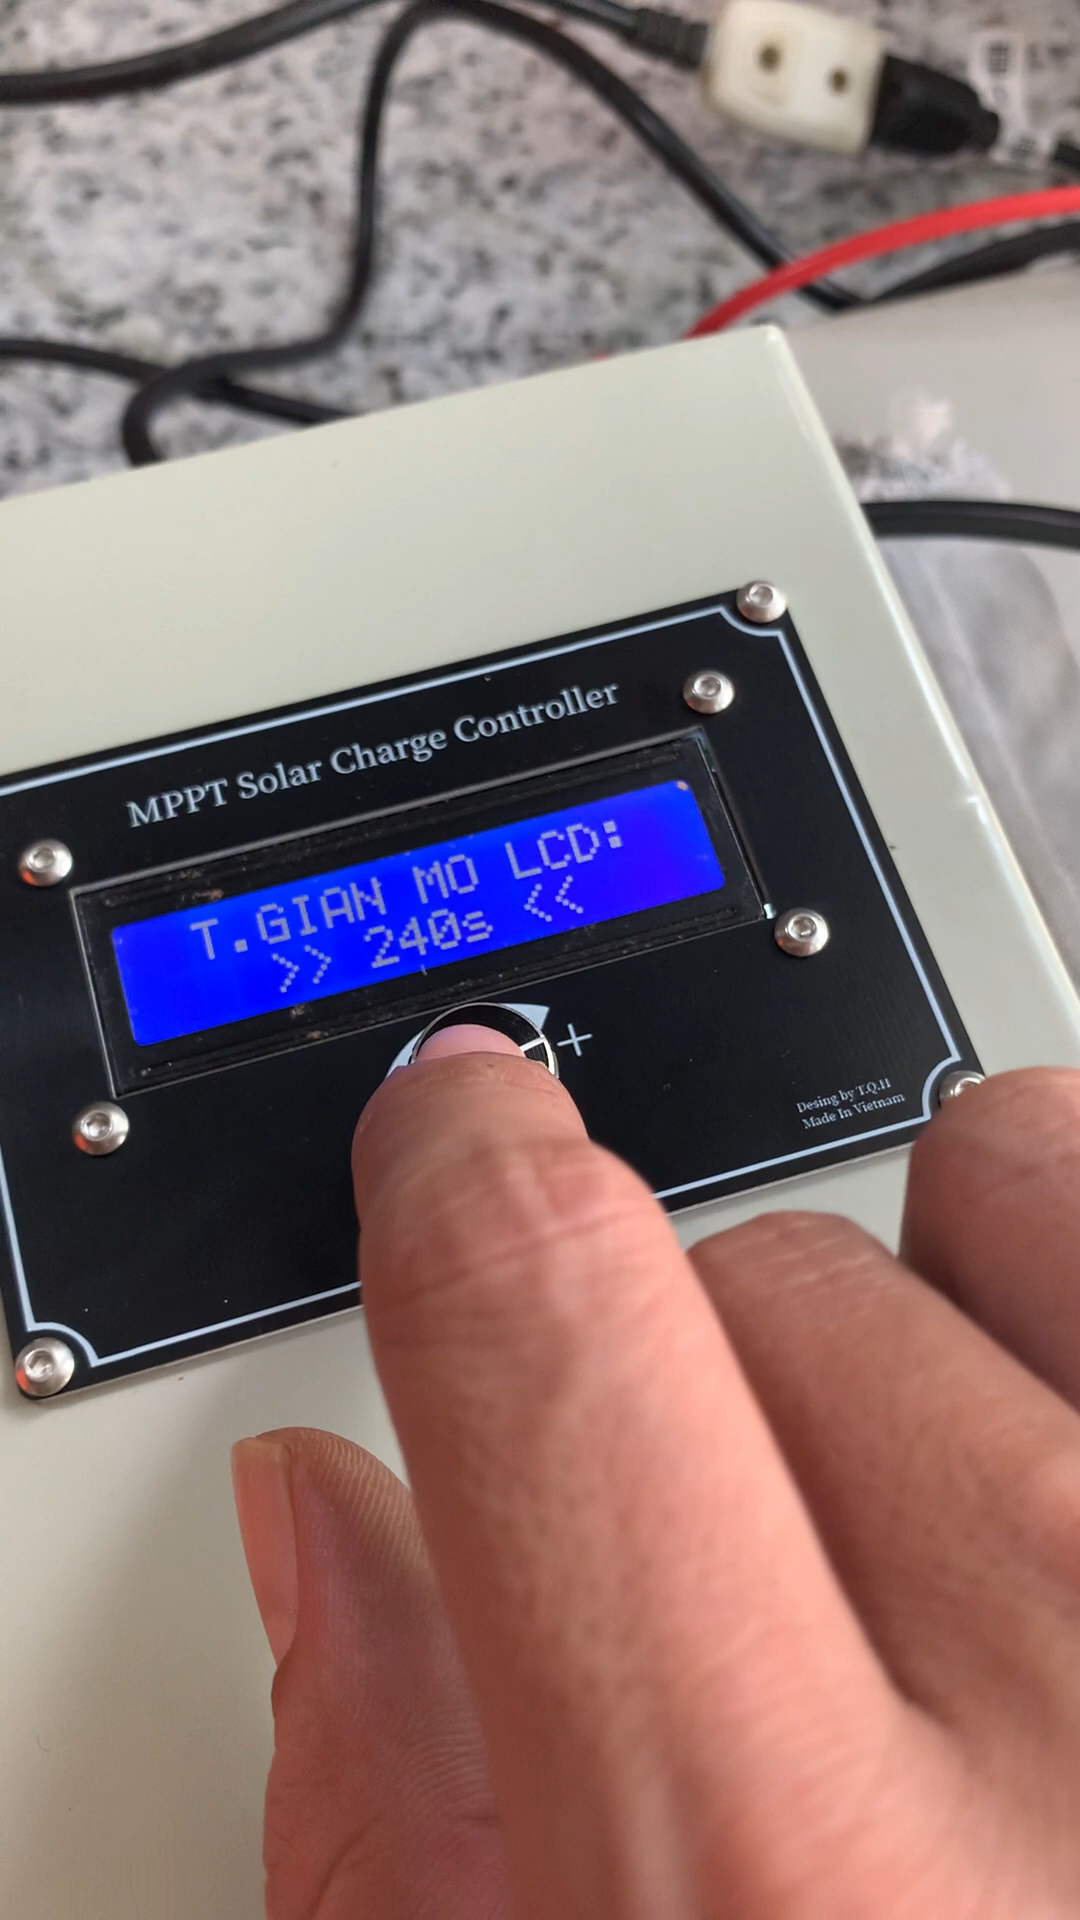 MPPT Solar Charge Controller
T.GIAN MO LCD:
>> 240s <<
+
Desing by T.Q.H
Made In Vietnam